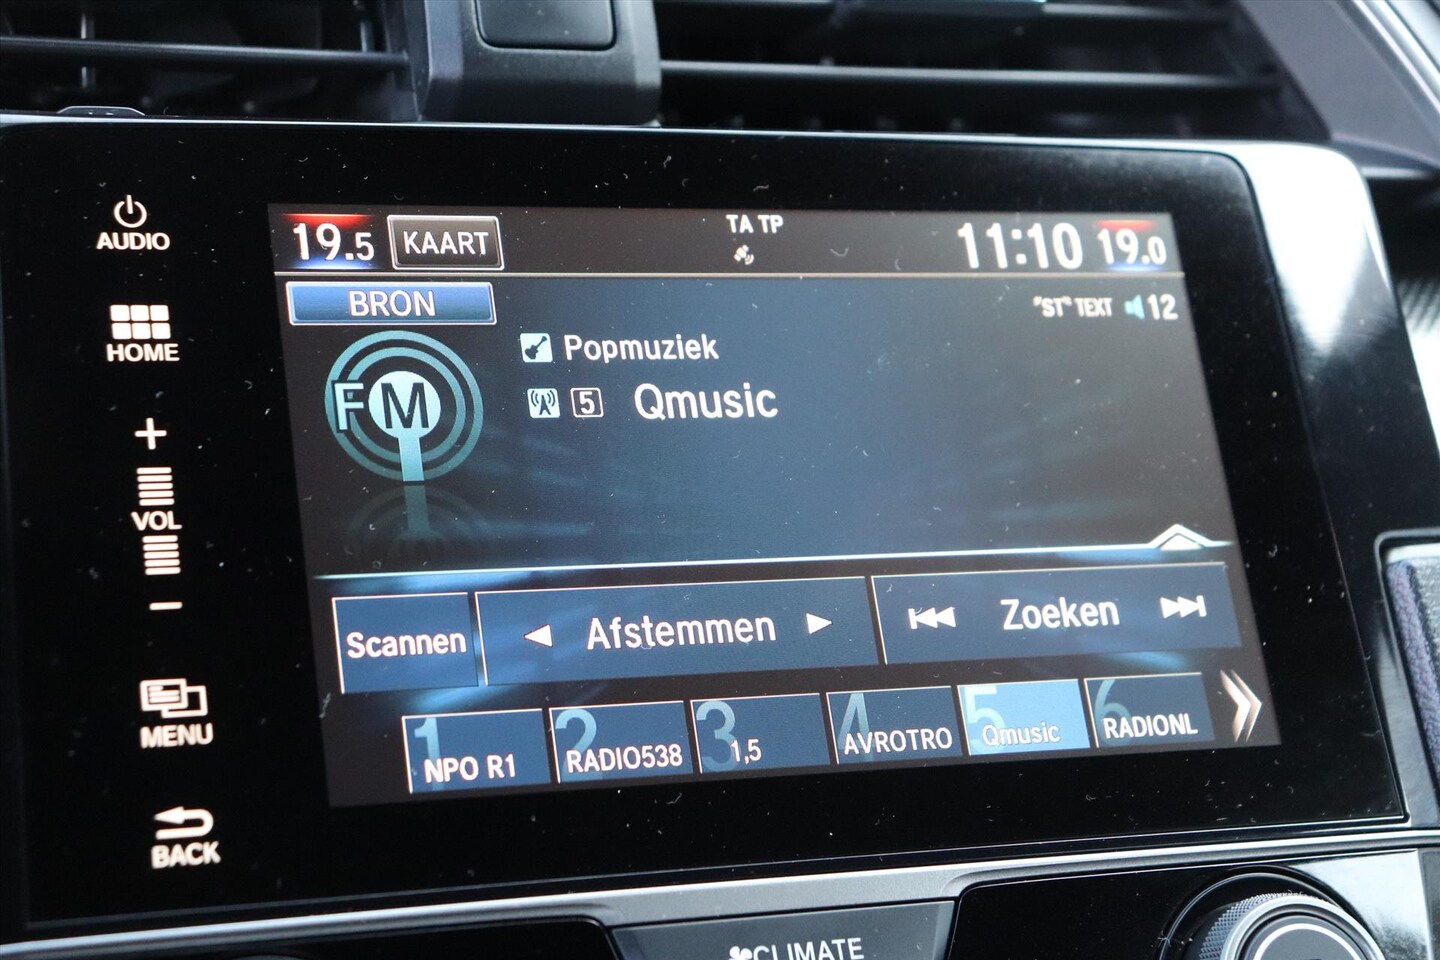 AUDIO
HOME
VOL
MENU
BACK
19.5 KAART TA TP 11:10 19.0
BRON "ST" TEXT 12
FM
Popmuziek
5 Qmusic
Scannen Afstemmen Zoeken
1 NPO R1 2 RADIO538 3 1,5 4 AVROTRO 5 Qmusic 6 RADIONL
CLIMATE